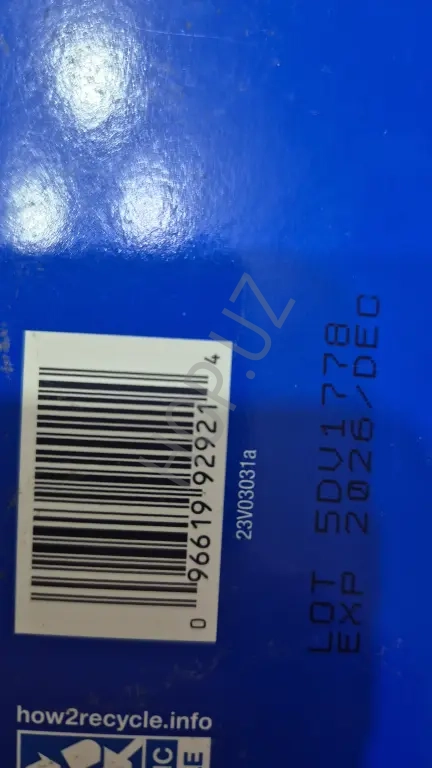 0 96619 92921 4
23V03031a
LOT 5DV1778
EXP 2026/DEC
how2recycle.info